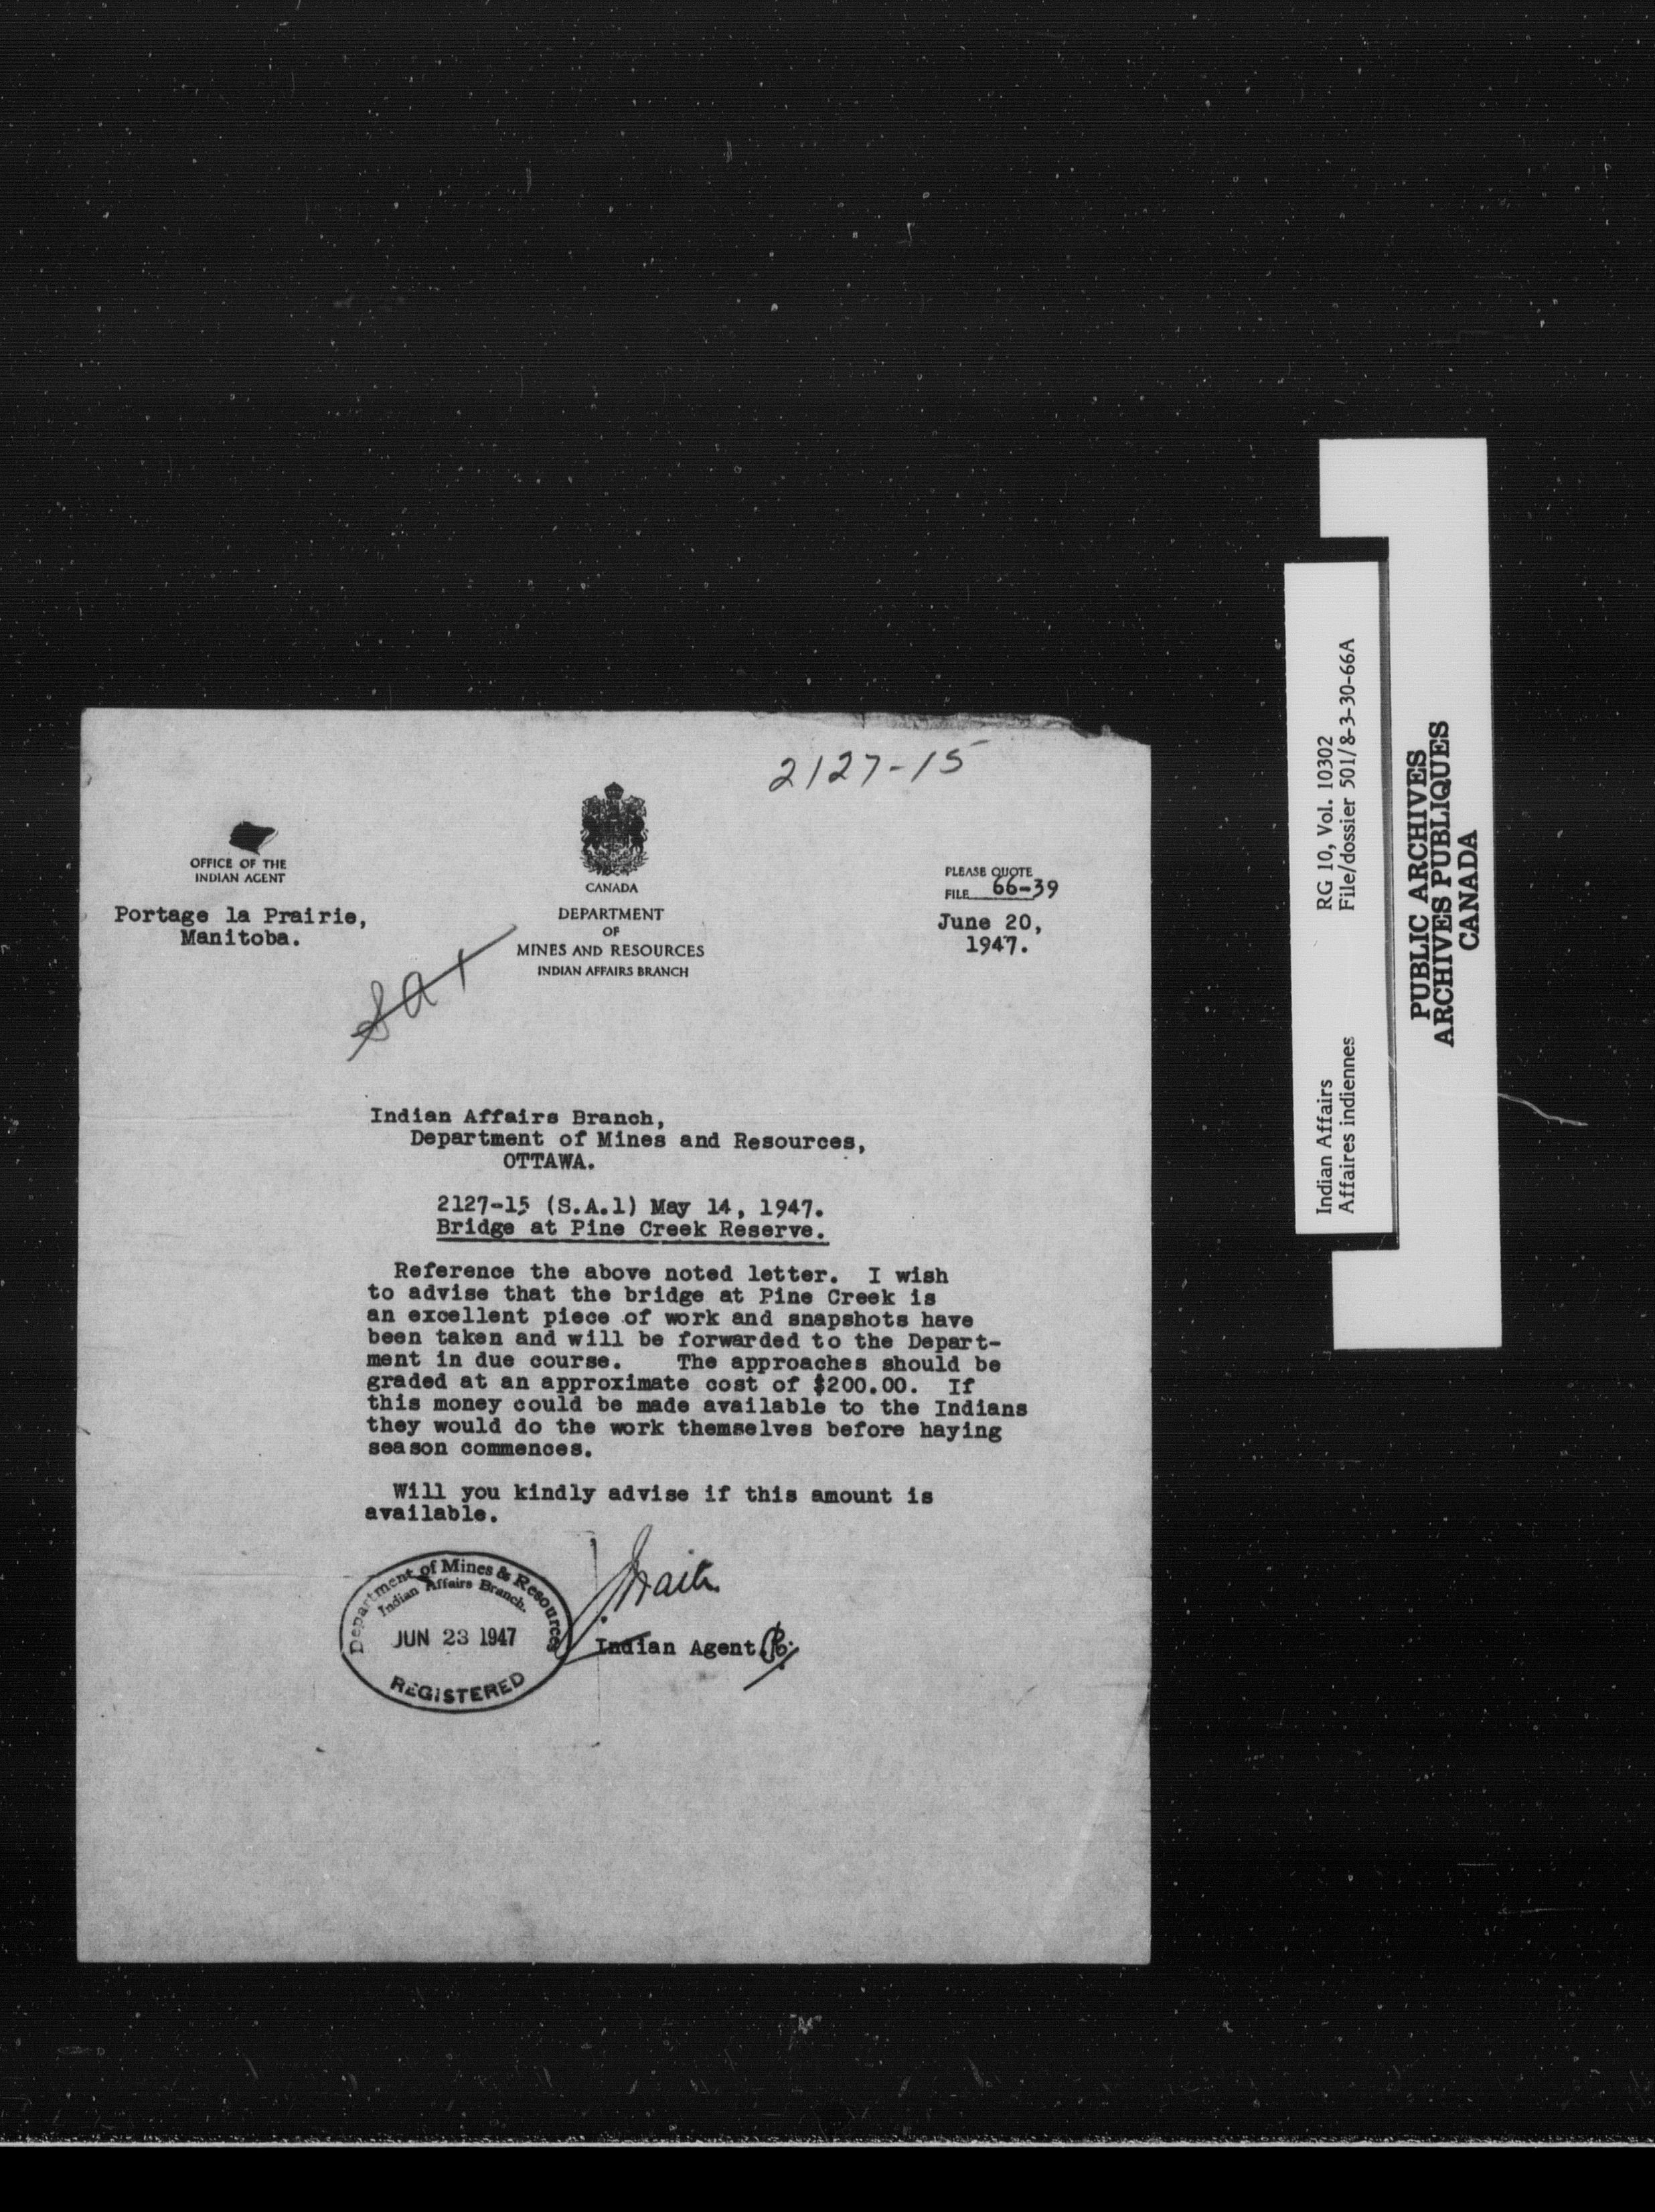 2127-15
OFFICE OF THE
INDIAN AGENT
Portage la Prairie,
Manitoba.
CANADA
DEPARTMENT
OF
MINES AND RESOURCES
INDIAN AFFAIRS BRANCH
PLEASE QUOTE
FILE 66-39
June 20,
1947.
Indian Affairs Branch,
Department of Mines and Resources,
OTTAWA.
2127-15 (S.A.1) May 14, 1947.
Bridge at Pine Creek Reserve.
Reference the above noted letter. I wish
to advise that the bridge at Pine Creek is
an excellent piece of work and snapshots have
been taken and will be forwarded to the Depart-
ment in due course. The approaches should be
graded at an approximate cost of $200.00. If
this money could be made available to the Indians
they would do the work themselves before haying
season commences.
Will you kindly advise if this amount is
available.
Department of Mines & Resources
Indian Affairs Branch.
JUN 23 1947
REGISTERED
Indian Agent
Indian Affairs RG 10, Vol. 10302
Affaires indiennes File/dossier 501/8-3-30-66A
PUBLIC ARCHIVES
ARCHIVES PUBLIQUES
CANADA